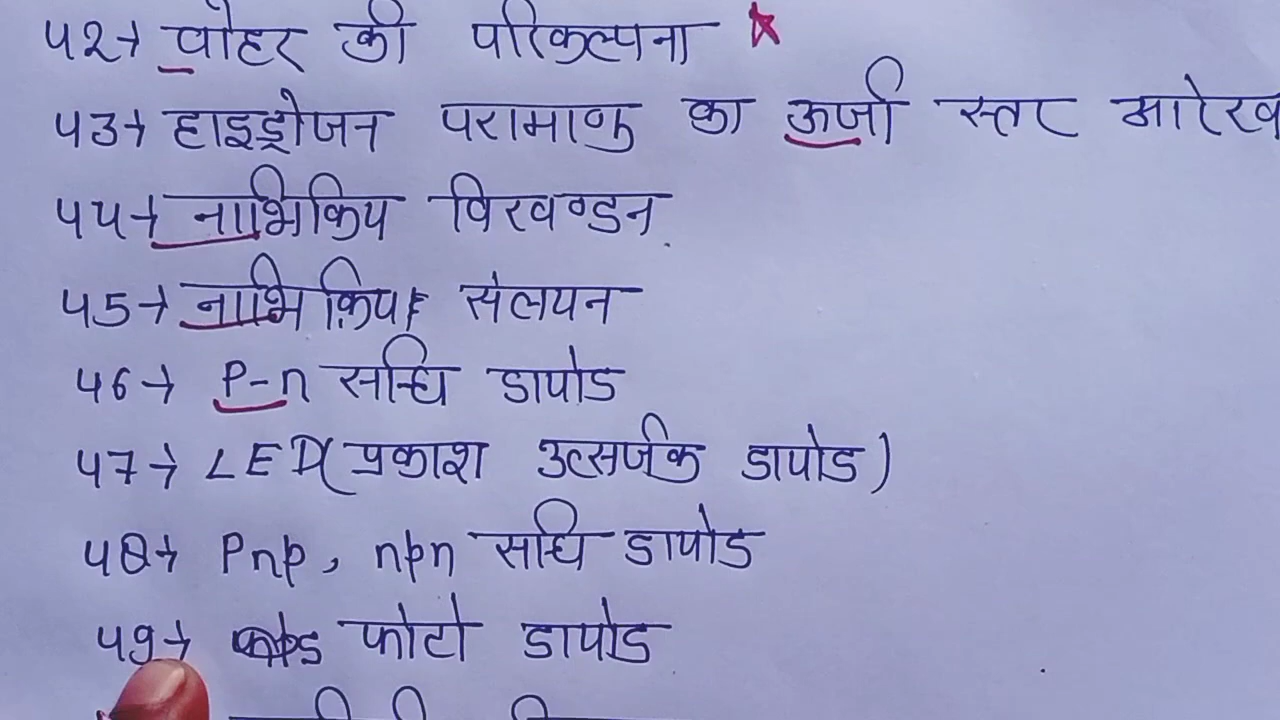 42→ वोहर की परिकल्पना
43→ हाइड्रोजन परामाणु का ऊर्जा स्तर आरेख
44→ नाभिकिय विखण्डन
45→ नाभिकिय संलयन
46→ P-n सन्धि डायोड
47→ LED(प्रकाश उत्सर्जक डायोड)
48→ Pnp, npn सन्धि डायोड
49→ फोटो डायोड